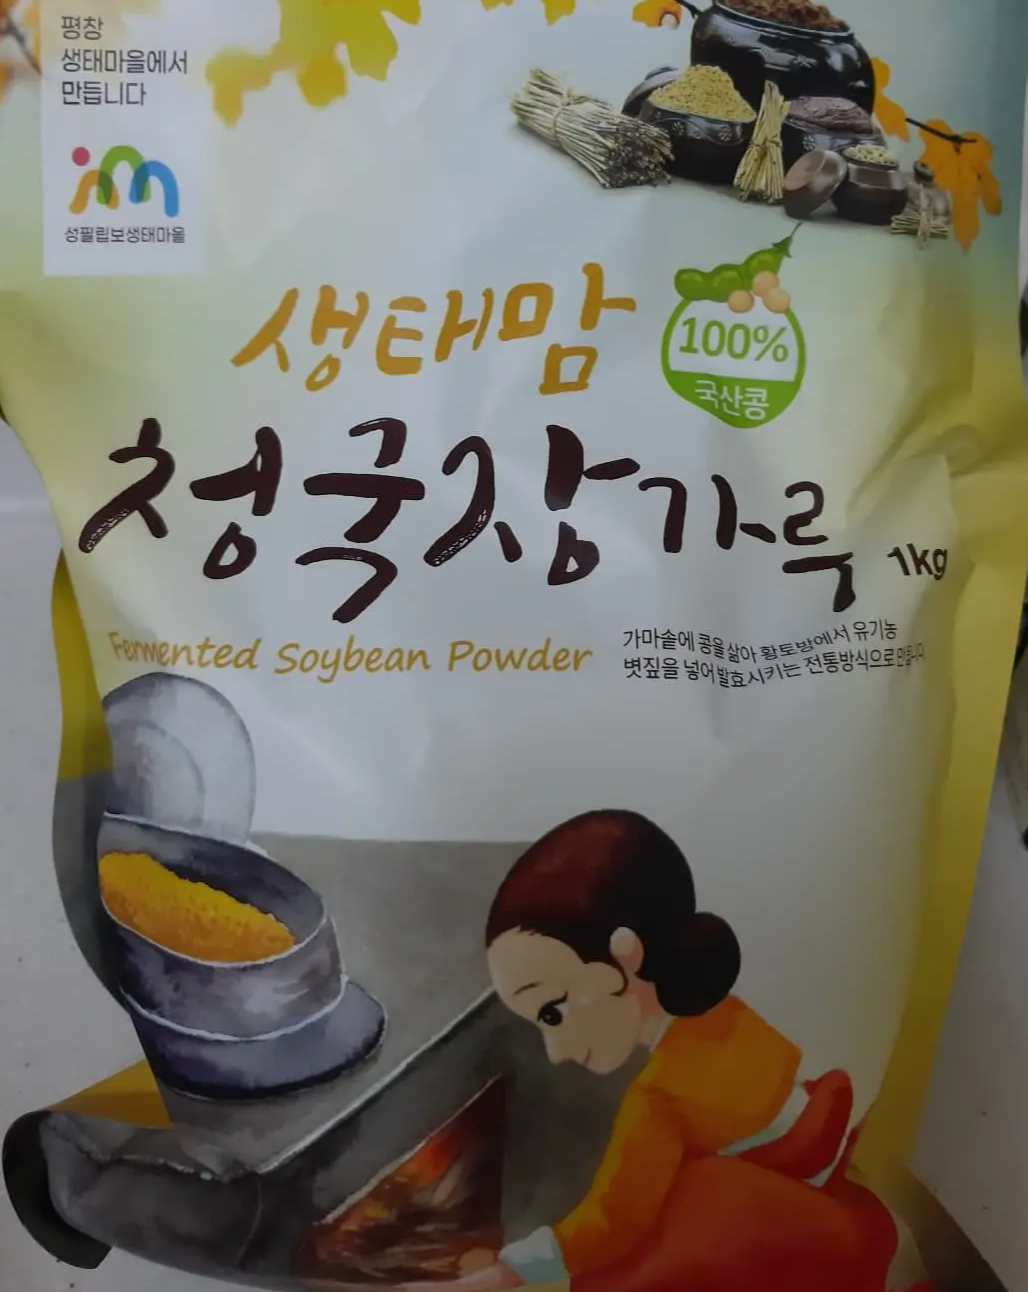 평창
생태마을에서
만듭니다
성필립보생태마을
생태맘
100%
국산콩
청국장가루 1kg
Fermented Soybean Powder
가마솥에 콩을 삶아 황토방에서 유기농
볏짚을 넣어 발효시키는 전통방식으로 만듭니다